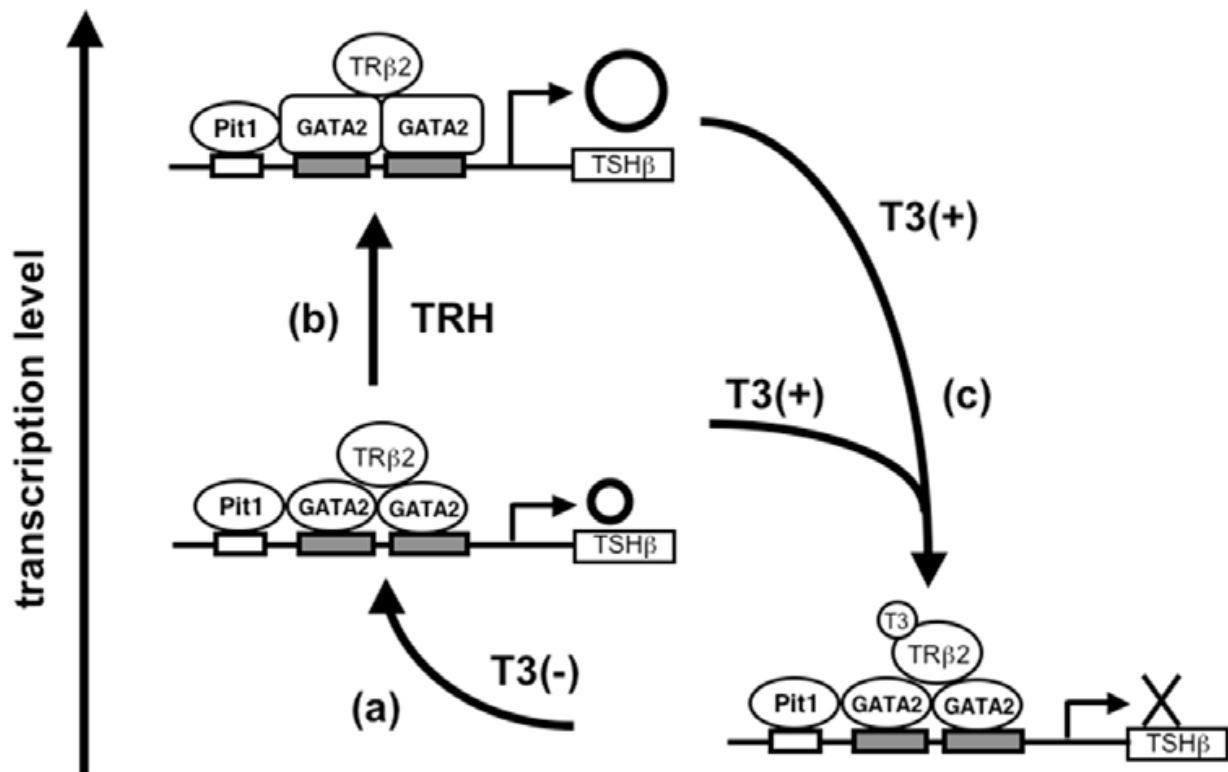 transcription level
TRβ2
Pit1 GATA2 GATA2
TSHβ
T3(+)
(b) TRH
T3(+) (c)
TRβ2
Pit1 GATA2 GATA2
TSHβ
T3(-)
(a)
T3
TRβ2
Pit1 GATA2 GATA2
X
TSHβ